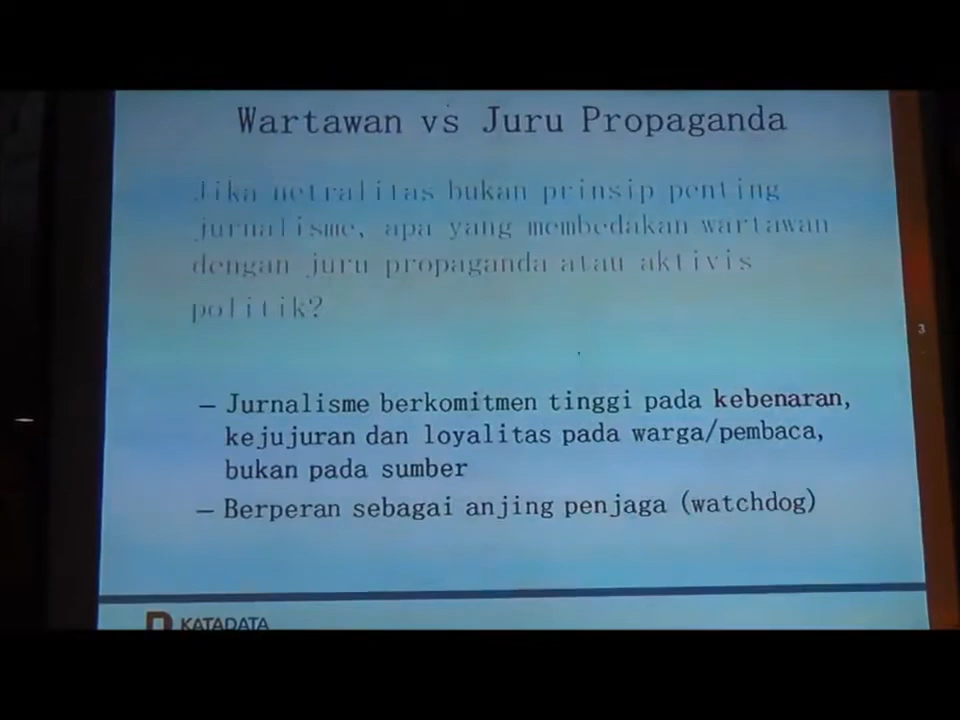 Wartawan vs Juru Propaganda
Jika netralitas bukan prinsip penting
jurnalisme, apa yang membedakan wartawan
dengan juru propaganda atau aktivis
politik?
3
– Jurnalisme berkomitmen tinggi pada kebenaran,
kejujuran dan loyalitas pada warga/pembaca,
bukan pada sumber
– Berperan sebagai anjing penjaga (watchdog)
KATADATA